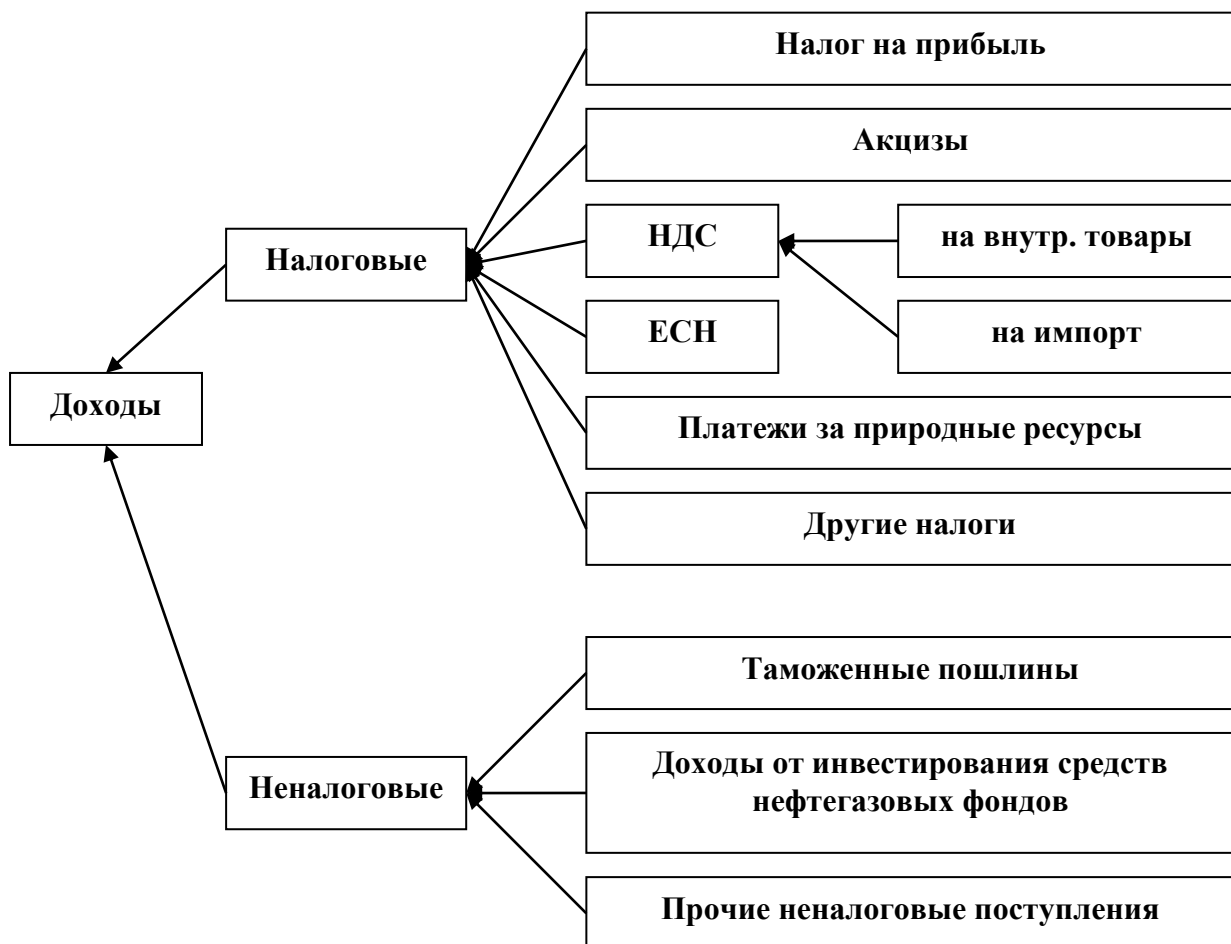 Налог на прибыль
Акцизы
Налоговые
НДС
на внутр. товары
ЕСН
на импорт
Доходы
Платежи за природные ресурсы
Другие налоги
Таможенные пошлины
Неналоговые
Доходы от инвестирования средств
нефтегазовых фондов
Прочие неналоговые поступления